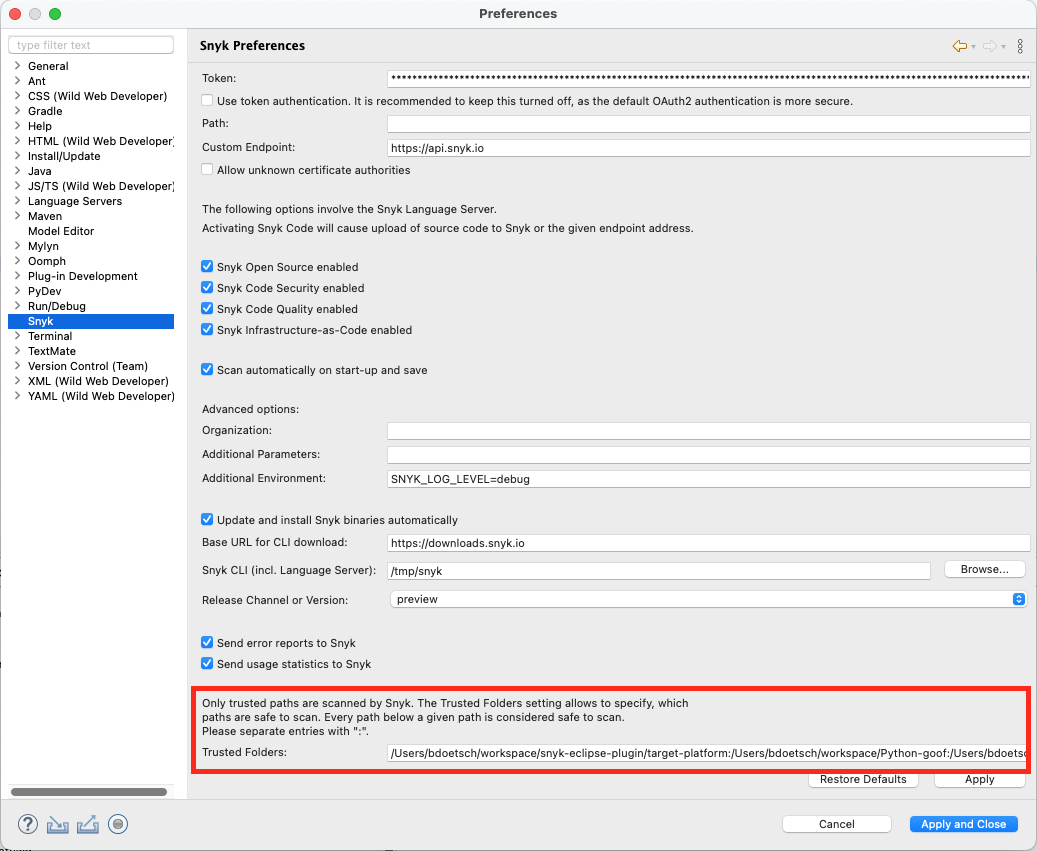 Preferences
type filter text
General
Ant
CSS (Wild Web Developer)
Gradle
Help
HTML (Wild Web Developer)
Install/Update
Java
JS/TS (Wild Web Developer)
Language Servers
Maven
Model Editor
Mylyn
Oomph
Plug-in Development
PyDev
Run/Debug
Snyk
Terminal
TextMate
Version Control (Team)
XML (Wild Web Developer)
YAML (Wild Web Developer)
Snyk Preferences
Token:
Use token authentication. It is recommended to keep this turned off, as the default OAuth2 authentication is more secure.
Path:
Custom Endpoint: https://api.snyk.io
Allow unknown certificate authorities
The following options involve the Snyk Language Server.
Activating Snyk Code will cause upload of source code to Snyk or the given endpoint address.
Snyk Open Source enabled
Snyk Code Security enabled
Snyk Code Quality enabled
Snyk Infrastructure-as-Code enabled
Scan automatically on start-up and save
Advanced options:
Organization:
Additional Parameters:
Additional Environment: SNYK_LOG_LEVEL=debug
Update and install Snyk binaries automatically
Base URL for CLI download: https://downloads.snyk.io
Snyk CLI (incl. Language Server): /tmp/snyk Browse...
Release Channel or Version: preview
Send error reports to Snyk
Send usage statistics to Snyk
Only trusted paths are scanned by Snyk. The Trusted Folders setting allows to specify, which
paths are safe to scan. Every path below a given path is considered safe to scan.
Please separate entries with ":".
Trusted Folders: /Users/bdoetsch/workspace/snyk-eclipse-plugin/target-platform:/Users/bdoetsch/workspace/Python-goof:/Users/bdoetsc
Restore Defaults Apply
Cancel Apply and Close